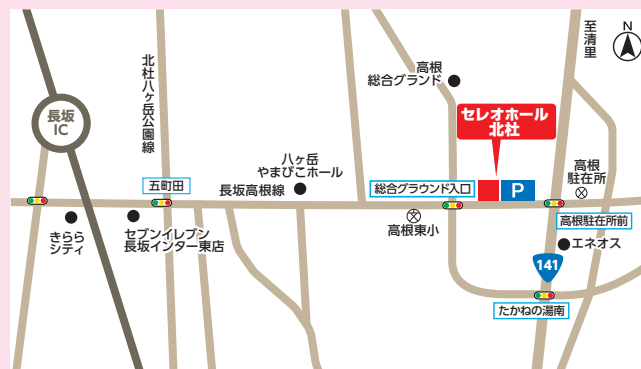 至清里
N
北杜八ヶ岳公園線
高根
総合グランド
長坂
IC
セレオホール
北杜
八ヶ岳
やまびこホール
高根
駐在所
五町田
長坂高根線
総合グラウンド入口
P
文
高根東小
高根駐在所前
きらら
シティ
セブンイレブン
長坂インター東店
エネオス
141
たかねの湯南